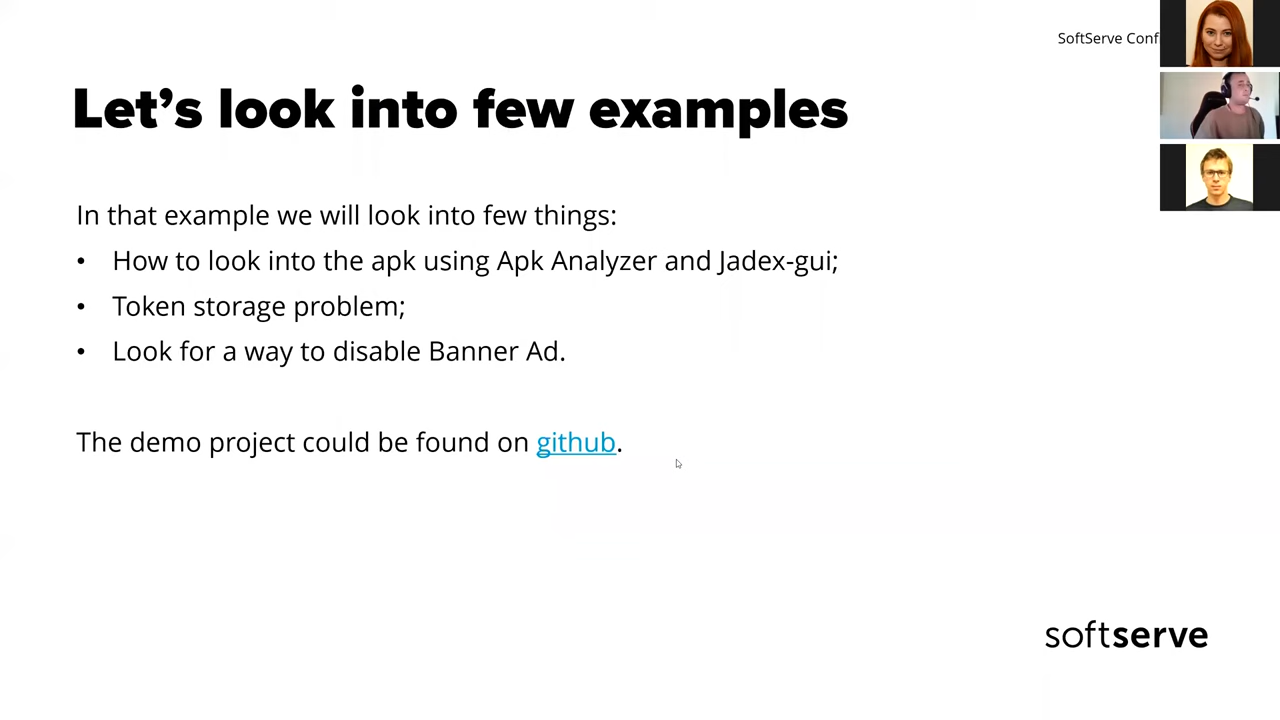 SoftServe Conf
Let’s look into few examples
In that example we will look into few things:
• How to look into the apk using Apk Analyzer and Jadex-gui;
• Token storage problem;
• Look for a way to disable Banner Ad.
The demo project could be found on github.
softserve